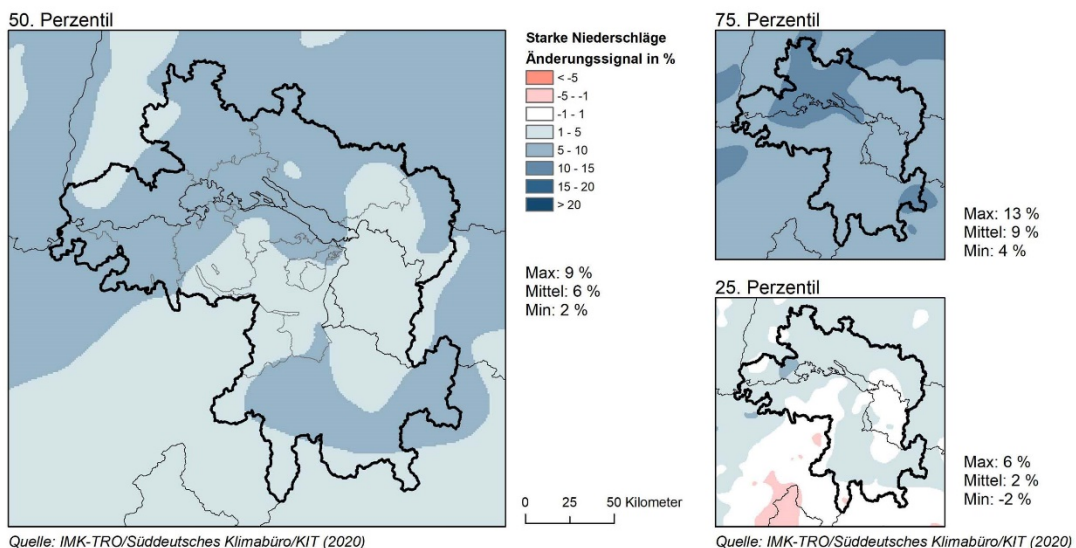 50. Perzentil
Starke Niederschläge
Änderungssignal in %
< -5
-5 - -1
-1 - 1
1 - 5
5 - 10
10 - 15
15 - 20
> 20
Max: 9 %
Mittel: 6 %
Min: 2 %
0 25 50 Kilometer
Quelle: IMK-TRO/Süddeutsches Klimabüro/KIT (2020)
75. Perzentil
Max: 13 %
Mittel: 9 %
Min: 4 %
25. Perzentil
Max: 6 %
Mittel: 2 %
Min: -2 %
Quelle: IMK-TRO/Süddeutsches Klimabüro/KIT (2020)